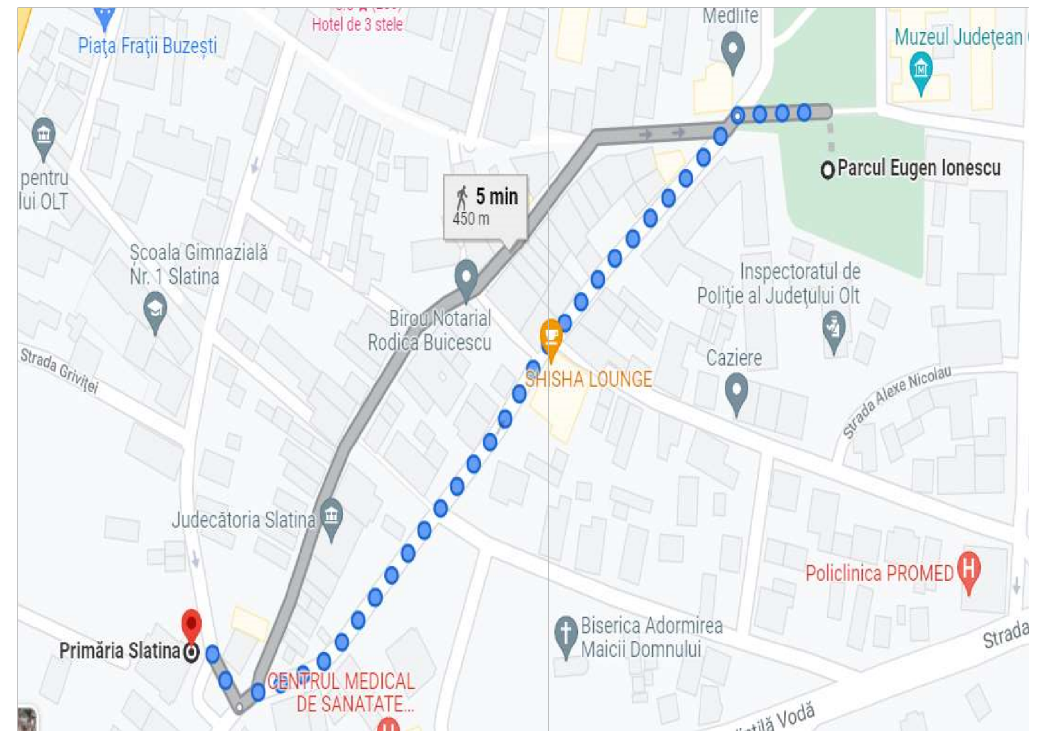 Hotel de 3 stele
Medlife
Piața Frații Buzești
Muzeul Județean
pentru
lui OLT
Parcul Eugen Ionescu
5 min
450 m
Școala Gimnazială
Nr. 1 Slatina
Inspectoratul de
Poliție al Județului Olt
Birou Notarial
Rodica Buicescu
Strada Griviței
Caziere
SHISHA LOUNGE
Strada Alexe Nicolau
Judecătoria Slatina
Policlinica PROMED
Biserica Adormirea
Maicii Domnului
Strada
Primăria Slatina
CENTRUL MEDICAL
DE SANATATE...
Vodă